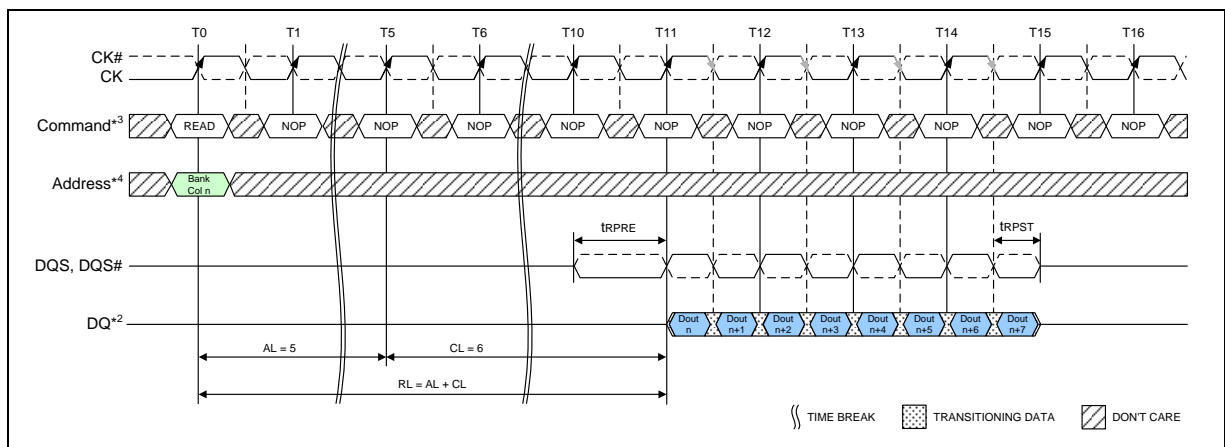 T0 T1 T5 T6 T10 T11 T12 T13 T14 T15 T16
CK#
CK
Command*3 READ NOP NOP NOP NOP NOP NOP NOP NOP NOP NOP
Address*4 Bank
Col n
tRPRE tRPST
DQS, DQS#
DQ*2 Dout n Dout n+1 Dout n+2 Dout n+3 Dout n+4 Dout n+5 Dout n+6 Dout n+7
AL = 5 CL = 6
RL = AL + CL
TIME BREAK TRANSITIONING DATA DON'T CARE